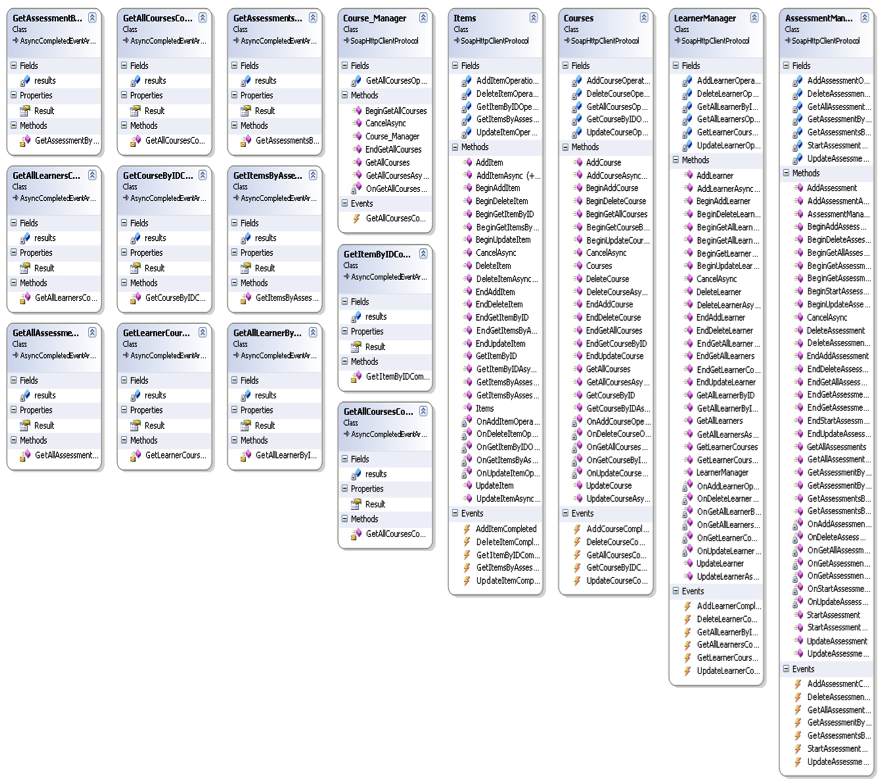 GetAssessmentB...
Class
AsyncCompletedEventAr...
Fields
results
Properties
Result
Methods
GetAssessmentBy...
GetAllLearnersC...
Class
AsyncCompletedEventAr...
Fields
results
Properties
Result
Methods
GetAllLearnersCo...
GetAllAssessme...
Class
AsyncCompletedEventAr...
Fields
results
Properties
Result
Methods
GetAllAssessment...
GetAllCoursesCo...
Class
AsyncCompletedEventAr...
Fields
results
Properties
Result
Methods
GetAllCoursesCo...
GetCourseByIDC...
Class
AsyncCompletedEventAr...
Fields
results
Properties
Result
Methods
GetCourseByIDC...
GetLearnerCour...
Class
AsyncCompletedEventAr...
Fields
results
Properties
Result
Methods
GetLearnerCours...
GetAssessments...
Class
AsyncCompletedEventAr...
Fields
results
Properties
Result
Methods
GetAssessmentsB...
GetItemsByAsse...
Class
AsyncCompletedEventAr...
Fields
results
Properties
Result
Methods
GetItemsByAsses...
GetAllLearnerBy...
Class
AsyncCompletedEventAr...
Fields
results
Properties
Result
Methods
GetAllLearnerByI...
Course_Manager
Class
SoapHttpClientProtocol
Fields
GetAllCoursesOp...
Methods
BeginGetAllCourses
CancelAsync
Course_Manager
EndGetAllCourses
GetAllCourses
GetAllCoursesAsy...
OnGetAllCourses...
Events
GetAllCoursesCo...
GetItemByIDCo...
Class
AsyncCompletedEventAr...
Fields
results
Properties
Result
Methods
GetItemByIDCom...
GetAllCoursesCo...
Class
AsyncCompletedEventAr...
Fields
results
Properties
Result
Methods
GetAllCoursesCo...
Items
Class
SoapHttpClientProtocol
Fields
AddItemOperatio...
DeleteItemOpera...
GetItemByIDOpe...
GetItemsByAsses...
UpdateItemOper...
Methods
AddItem
AddItemAsync (+...
BeginAddItem
BeginDeleteItem
BeginGetItemByID
BeginGetItemsBy...
BeginUpdateItem
CancelAsync
DeleteItem
DeleteItemAsync...
EndAddItem
EndDeleteItem
EndGetItemByID
EndGetItemsByA...
EndUpdateItem
GetItemByID
GetItemByIDAsy...
GetItemsByAsses...
GetItemsByAsses...
Items
OnAddItemOpera...
OnDeleteItemOp...
OnGetItemByIDO...
OnGetItemsByAs...
OnUpdateItemOp...
UpdateItem
UpdateItemAsync...
Events
AddItemCompleted
DeleteItemCompl...
GetItemByIDCom...
GetItemsByAsses...
UpdateItemComp...
Courses
Class
SoapHttpClientProtocol
Fields
AddCourseOperat...
DeleteCourseOpe...
GetAllCoursesOp...
GetCourseByIDO...
UpdateCourseOp...
Methods
AddCourse
AddCourseAsync...
BeginAddCourse
BeginDeleteCourse
BeginGetAllCourses
BeginGetCourseB...
BeginUpdateCour...
CancelAsync
Courses
DeleteCourse
DeleteCourseAsy...
EndAddCourse
EndDeleteCourse
EndGetAllCourses
EndGetCourseByID
EndUpdateCourse
GetAllCourses
GetAllCoursesAsy...
GetCourseByID
GetCourseByIDAs...
OnAddCourseOpe...
OnDeleteCourseO...
OnGetAllCourses...
OnGetCourseByID...
OnUpdateCourse...
UpdateCourse
UpdateCourseAsy...
Events
AddCourseCompl...
DeleteCourseCo...
GetAllCoursesCo...
GetCourseByIDC...
UpdateCourseCo...
LearnerManager
Class
SoapHttpClientProtocol
Fields
AddLearnerOpera...
DeleteLearnerOp...
GetAllLearnerByI...
GetAllLearnersOp...
GetLearnerCours...
UpdateLearnerOp...
Methods
AddLearner
AddLearnerAsync...
BeginAddLearner
BeginDeleteLearn...
BeginGetAllLearn...
BeginGetAllLearn...
BeginGetLearner...
BeginUpdateLear...
CancelAsync
DeleteLearner
DeleteLearnerAsy...
EndAddLearner
EndDeleteLearner
EndGetAllLearner...
EndGetAllLearners
EndGetLearnerCo...
EndUpdateLearner
GetAllLearnerByID
GetAllLearnerByI...
GetAllLearners
GetAllLearnersAs...
GetLearnerCourses
GetLearnerCours...
LearnerManager
OnAddLearnerOp...
OnDeleteLearner...
OnGetAllLearnerB...
OnGetAllLearners...
OnGetLearnerCo...
OnUpdateLearner...
UpdateLearner
UpdateLearnerAs...
Events
AddLearnerCompl...
DeleteLearnerCo...
GetAllLearnerByI...
GetAllLearnersCo...
GetLearnerCours...
UpdateLearnerCo...
AssessmentMan...
Class
SoapHttpClientProtocol
Fields
AddAssessmentO...
DeleteAssessmen...
GetAllAssessment...
GetAssessmentBy...
GetAssessmentsB...
StartAssessment...
UpdateAssessme...
Methods
AddAssessment
AddAssessmentA...
AssessmentMana...
BeginAddAssess...
BeginDeleteAsses...
BeginGetAllAsses...
BeginGetAssessm...
BeginGetAssessm...
BeginStartAssess...
BeginUpdateAsse...
CancelAsync
DeleteAssessment
DeleteAssessmen...
EndAddAssessment
EndDeleteAssess...
EndGetAllAssess...
EndGetAssessme...
EndGetAssessme...
EndStartAssessm...
EndUpdateAssess...
GetAllAssessments
GetAllAssessment...
GetAssessmentBy...
GetAssessmentBy...
GetAssessmentsB...
GetAssessmentsB...
OnAddAssessmen...
OnDeleteAssess...
OnGetAllAssessm...
OnGetAssessmen...
OnGetAssessmen...
OnStartAssessme...
OnUpdateAssess...
StartAssessment
StartAssessment...
UpdateAssessment
UpdateAssessme...
Events
AddAssessmentC...
DeleteAssessmen...
GetAllAssessment...
GetAssessmentBy...
GetAssessmentsB...
StartAssessment...
UpdateAssessme...